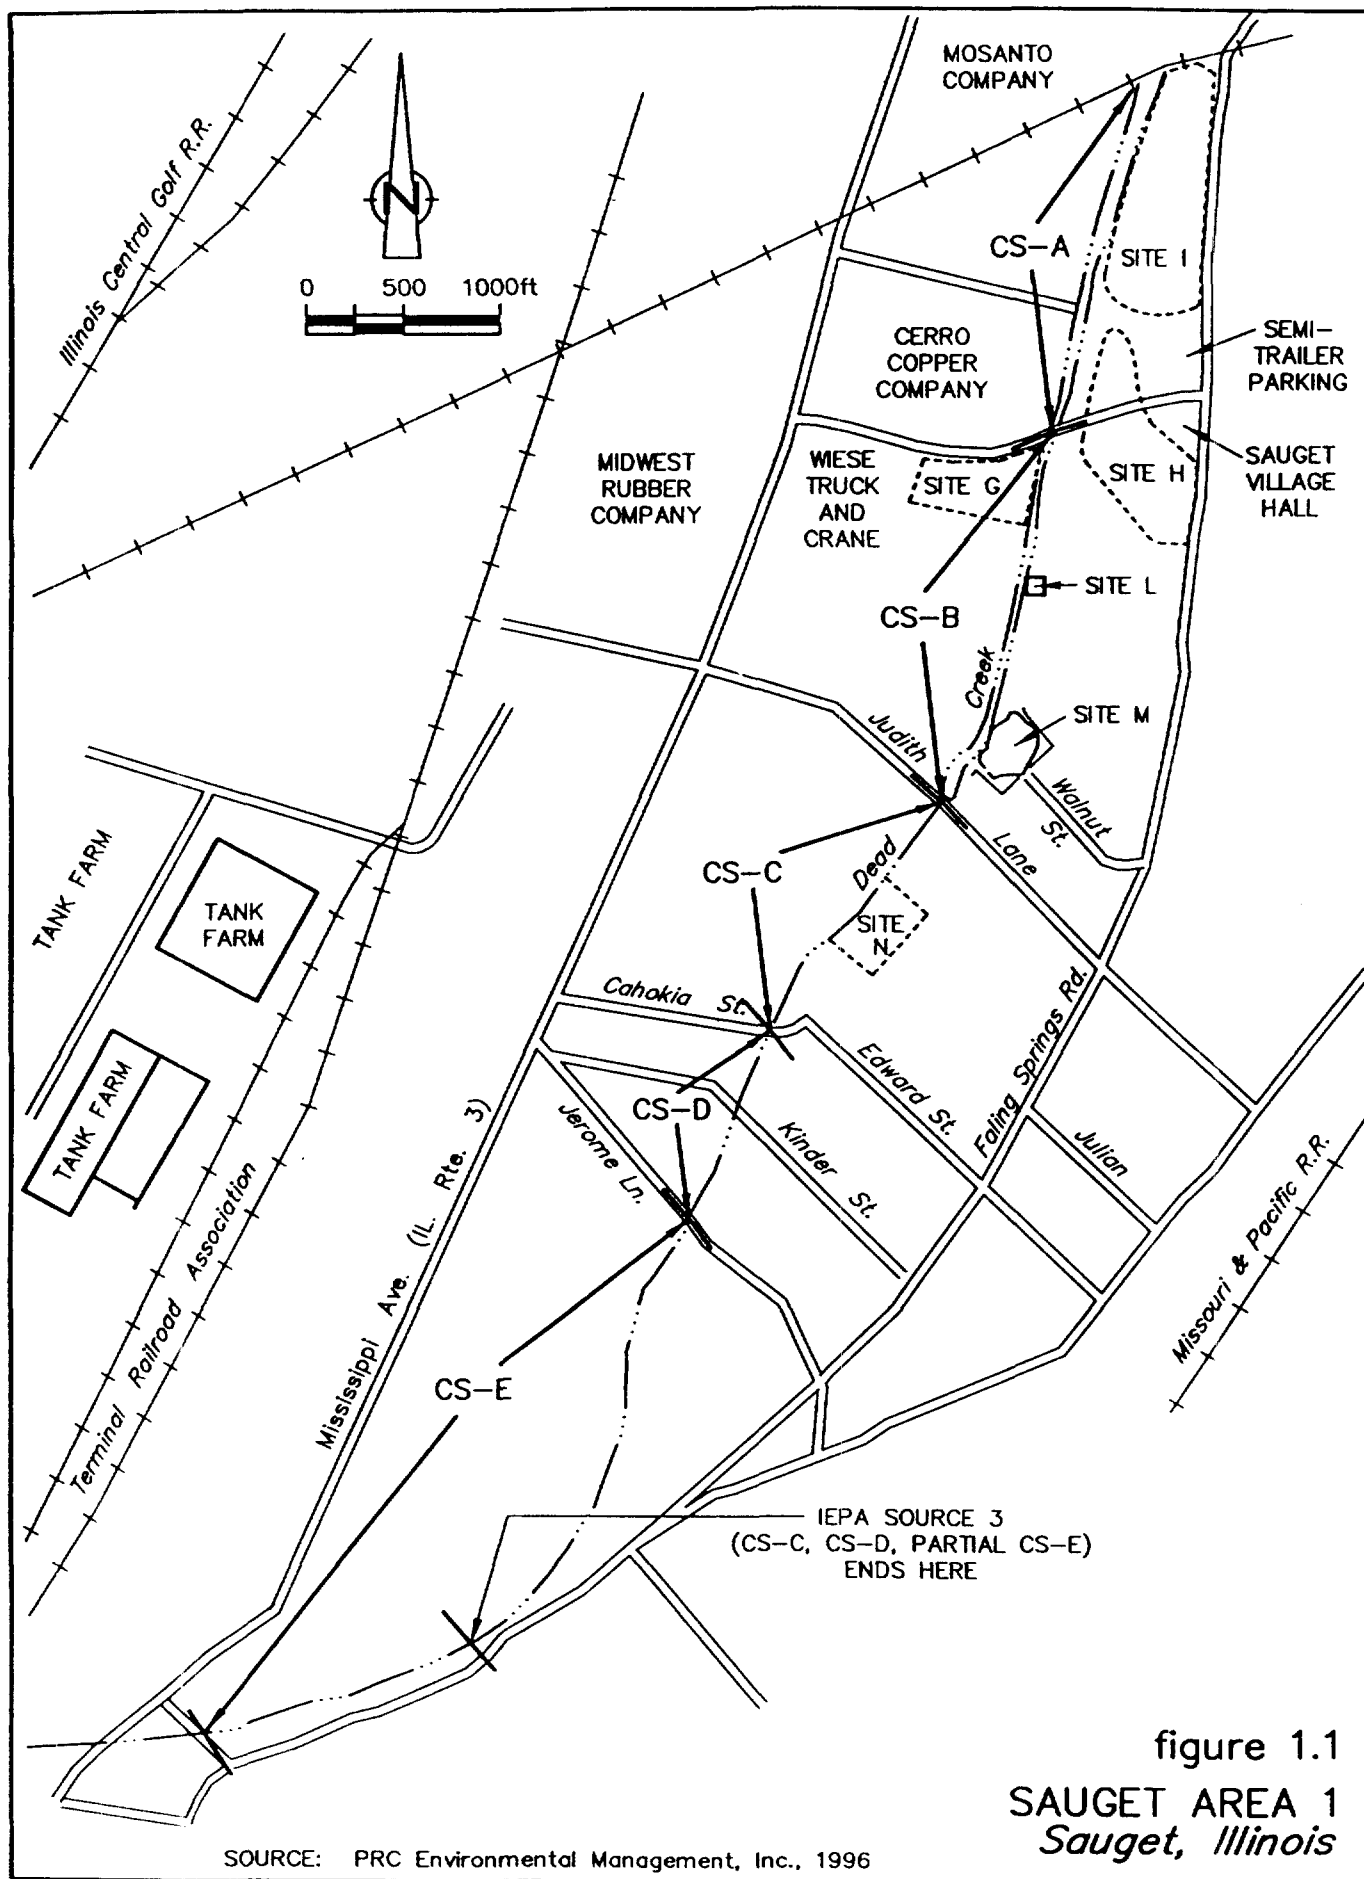 MOSANTO
COMPANY
Illinois Central Golf R.R.
N
0 500 1000ft
CS-A
SITE I
SEMI-
TRAILER
PARKING
CERRO
COPPER
COMPANY
MIDWEST
RUBBER
COMPANY
WIESE
TRUCK
AND
CRANE
SITE G
SITE H
SAUGET
VILLAGE
HALL
SITE L
CS-B
Creek
SITE M
Judith
Lane
Walnut
St.
CS-C
Dead
SITE
N
TANK FARM
TANK
FARM
TANK FARM
Cahokia St.
Edward St.
Faling Springs Rd.
Julian
CS-D
Kinder
St.
Jerome Ln.
Mississippi Ave. (IL. Rte. 3)
Terminal Railroad Association
Missouri & Pacific R.R.
CS-E
IEPA SOURCE 3
(CS-C, CS-D, PARTIAL CS-E)
ENDS HERE
figure 1.1
SAUGET AREA 1
Sauget, Illinois
SOURCE: PRC Environmental Management, Inc., 1996